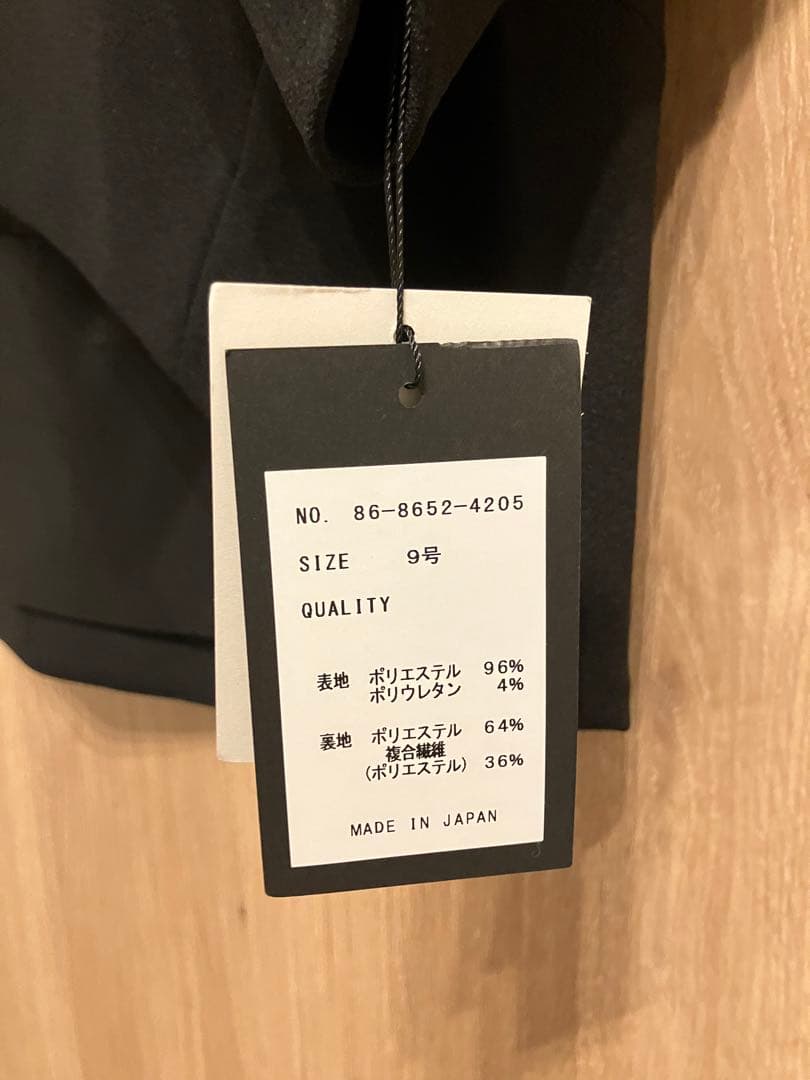 NO. 86-8652-4205
SIZE 9号
QUALITY
表地 ポリエステル 96%
ポリウレタン 4%
裏地 ポリエステル 64%
複合繊維
(ポリエステル) 36%
MADE IN JAPAN